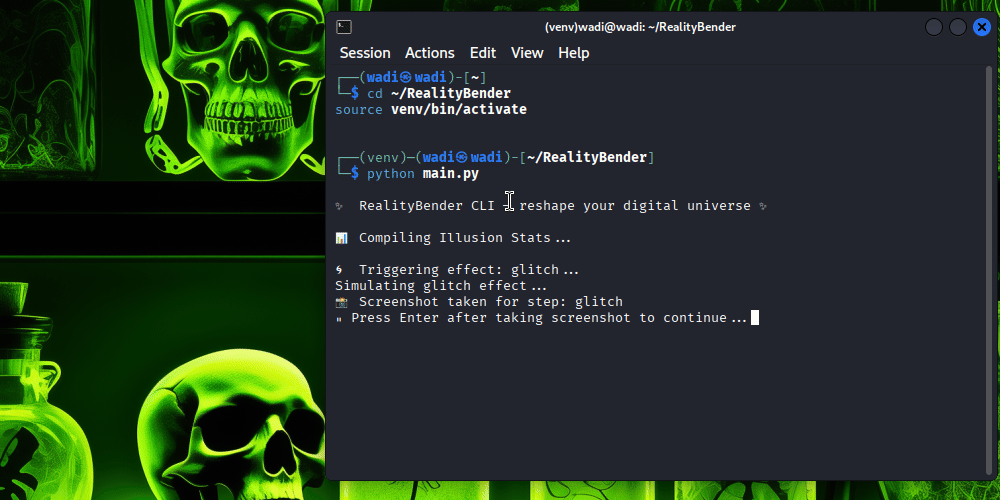 (venv)wadi@wadi: ~/RealityBender
Session Actions Edit View Help
┌──(wadi㉿wadi)-[~]
└─$ cd ~/RealityBender
source venv/bin/activate
┌──(venv)─(wadi㉿wadi)-[~/RealityBender]
└─$ python main.py
✨ RealityBender CLI — reshape your digital universe ✨
📊 Compiling Illusion Stats...
🌀 Triggering effect: glitch...
Simulating glitch effect...
📸 Screenshot taken for step: glitch
⏸ Press Enter after taking screenshot to continue...